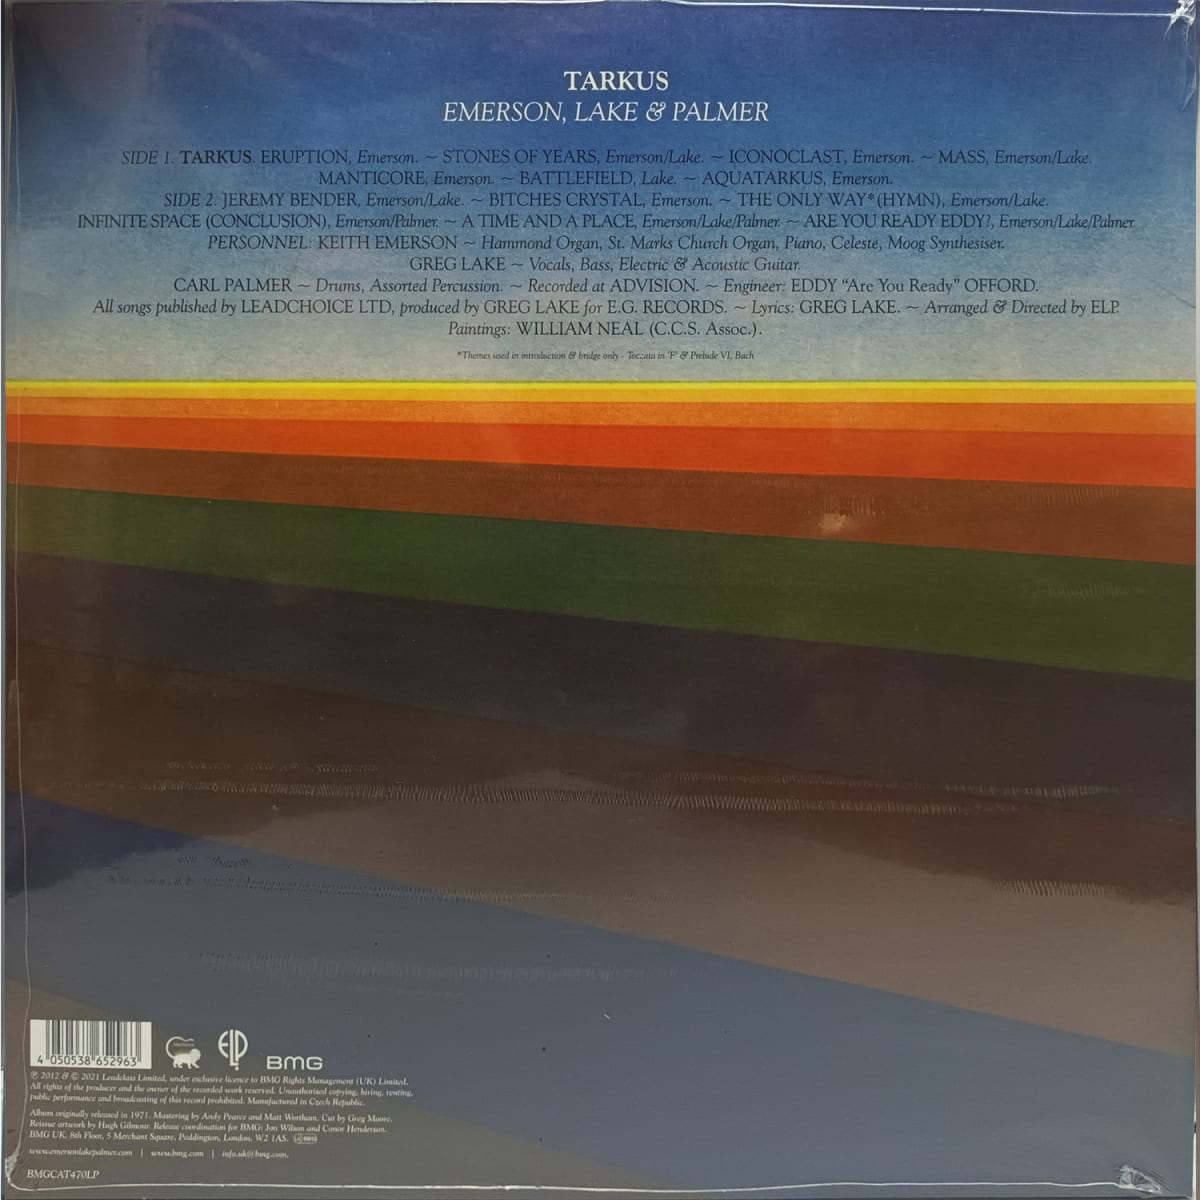 TARKUS
EMERSON, LAKE & PALMER
SIDE 1. TARKUS. ERUPTION, Emerson. ~ STONES OF YEARS, Emerson/Lake. ~ ICONOCLAST, Emerson. ~ MASS, Emerson/Lake.
MANTICORE, Emerson. ~ BATTLEFIELD, Lake. ~ AQUATARKUS, Emerson.
SIDE 2. JEREMY BENDER, Emerson/Lake. ~ BITCHES CRYSTAL, Emerson. ~ THE ONLY WAY* (HYMN), Emerson/Lake.
INFINITE SPACE (CONCLUSION), Emerson/Palmer. ~ A TIME AND A PLACE, Emerson/Lake/Palmer. ~ ARE YOU READY EDDY?, Emerson/Lake/Palmer.
PERSONNEL: KEITH EMERSON ~ Hammond Organ, St. Marks Church Organ, Piano, Celeste, Moog Synthesiser.
GREG LAKE ~ Vocals, Bass, Electric & Acoustic Guitar.
CARL PALMER ~ Drums, Assorted Percussion. ~ Recorded at ADVISION. ~ Engineer: EDDY “Are You Ready” OFFORD.
All songs published by LEADCHOICE LTD, produced by GREG LAKE for E.G. RECORDS. ~ Lyrics: GREG LAKE. ~ Arranged & Directed by ELP.
Paintings: WILLIAM NEAL (C.C.S. Assoc.).
*Themes used in introduction & bridge only - Toccata in 'F' & Prelude VI, Bach
4 050538 652963
ELP
BMG
℗ 2012 & © 2021 Leadclass Limited, under exclusive licence to BMG Rights Management (UK) Limited.
All rights of the producer and the owner of the recorded work reserved. Unauthorised copying, hiring, renting,
public performance and broadcasting of this record prohibited. Manufactured in Czech Republic.
Album originally released in 1971. Mastering by Andy Pearce and Matt Wortham. Cut by Greg Moore.
Reissue artwork by Hugh Gilmour. Release coordination for BMG: Jon Wilson and Conor Henderson.
BMG UK, 8th Floor, 5 Merchant Square, Paddington, London, W2 1AS.
www.emersonlakepalmer.com | www.bmg.com | info.uk@bmg.com.
BMGCAT470LP